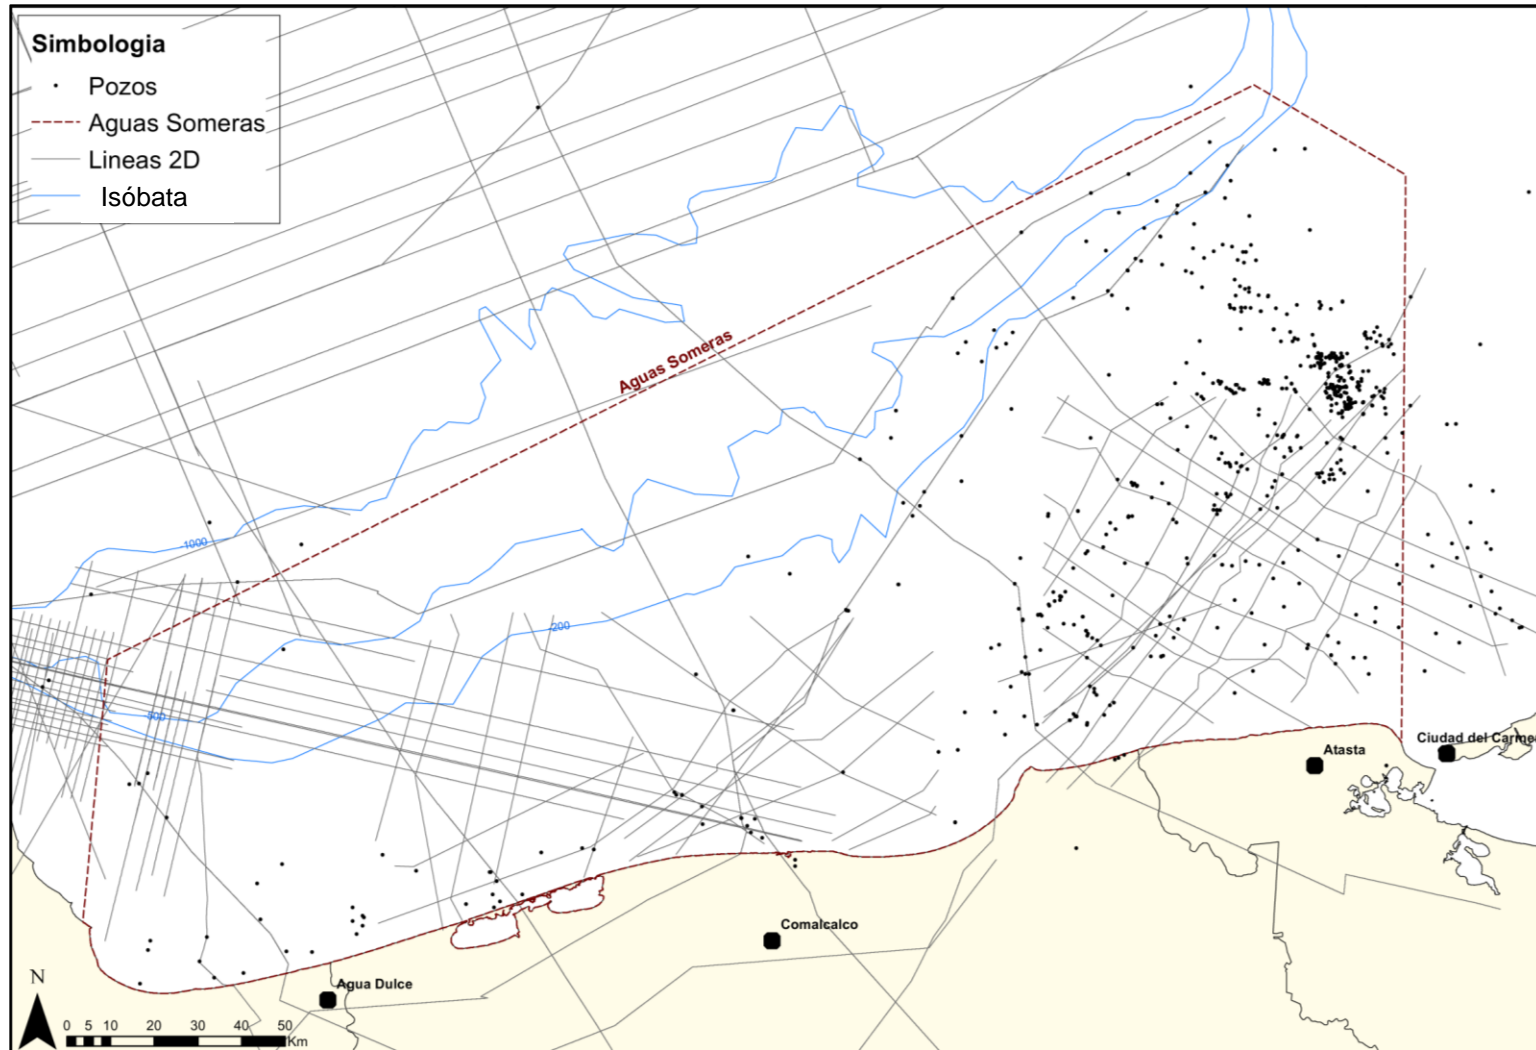 Simbologia
Pozos
Aguas Someras
Lineas 2D
Isóbata
Aguas Someras
-1000
-200
-500
Ciudad del Carmen
Atasta
Comalcalco
Agua Dulce
N
0 5 10 20 30 40 50
Km